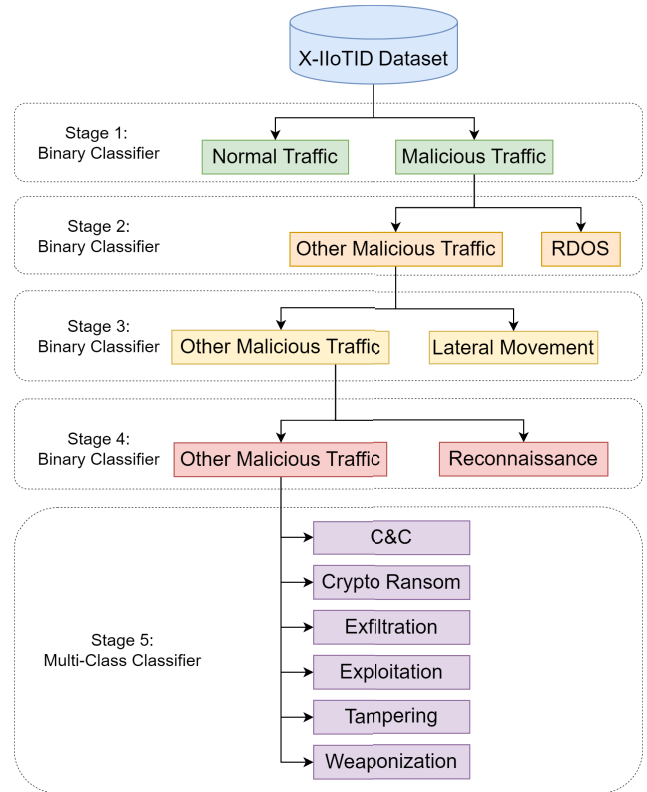 X-IIoTID Dataset
Stage 1:
Binary Classifier
Normal Traffic
Malicious Traffic
Stage 2:
Binary Classifier
Other Malicious Traffic
RDOS
Stage 3:
Binary Classifier
Other Malicious Traffic
Lateral Movement
Stage 4:
Binary Classifier
Other Malicious Traffic
Reconnaissance
Stage 5:
Multi-Class Classifier
C&C
Crypto Ransom
Exfiltration
Exploitation
Tampering
Weaponization